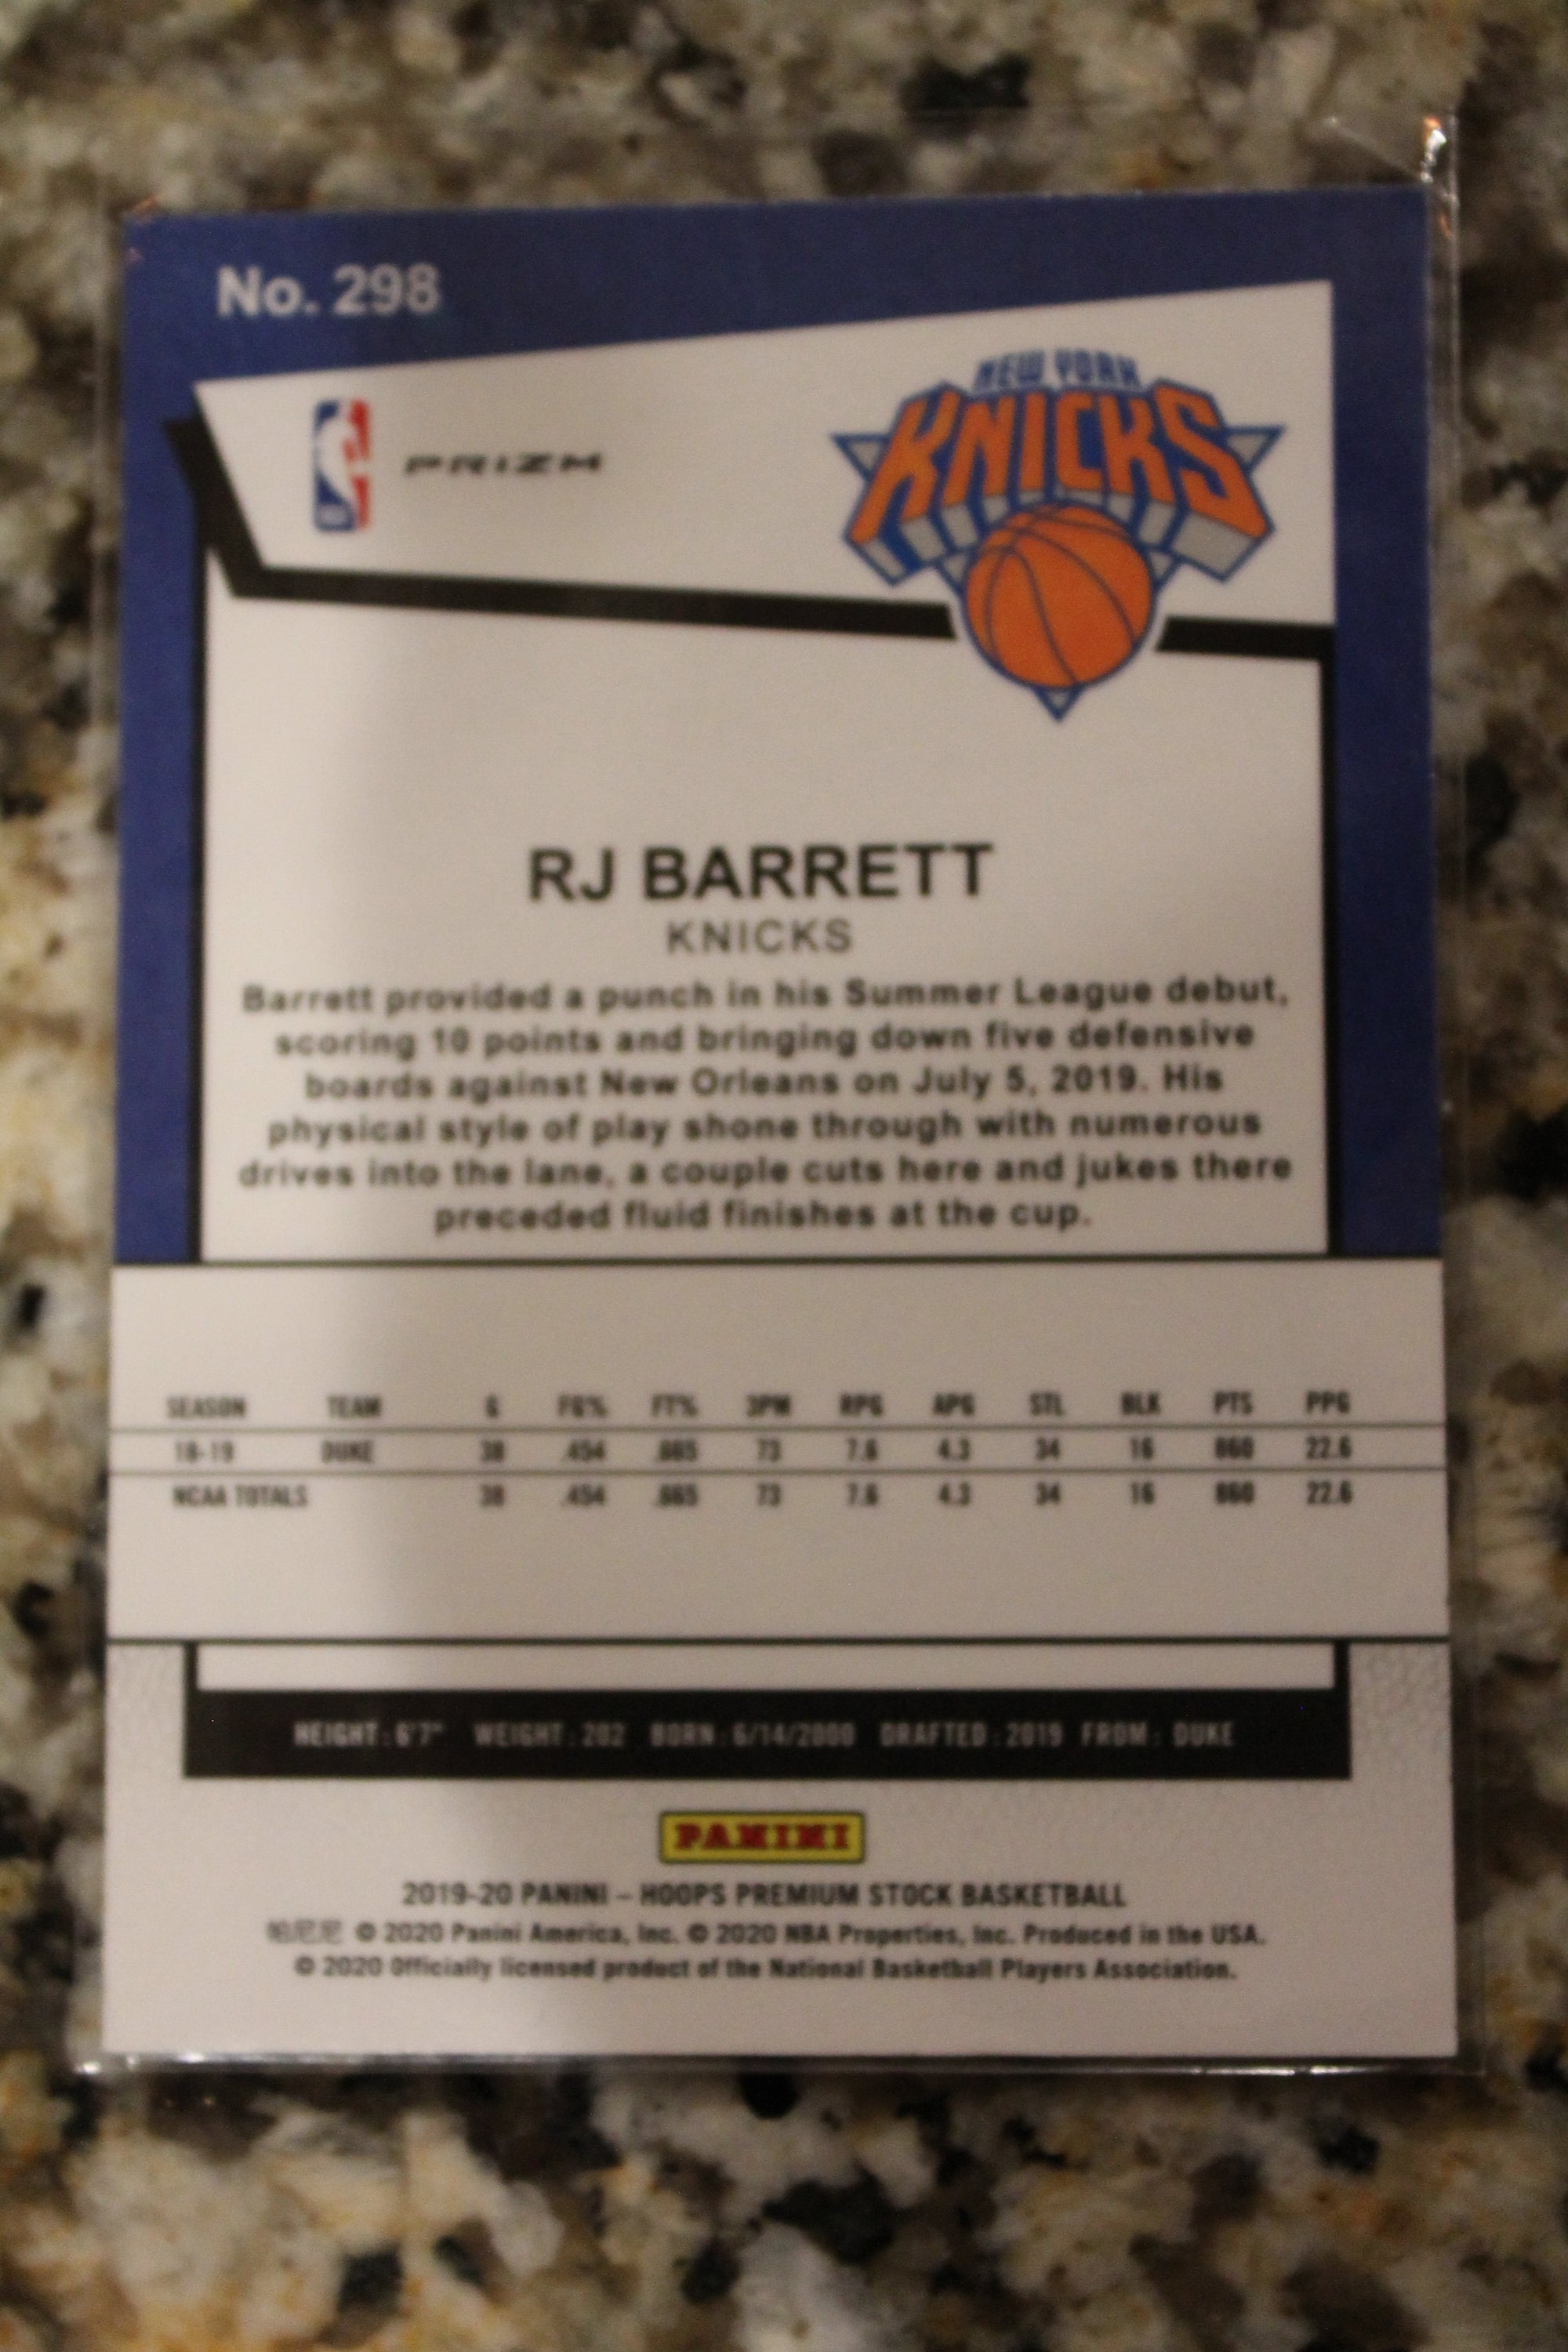 No. 298
NEW YORK
KNICKS
PRIZM
RJ BARRETT
KNICKS
Barrett provided a punch in his Summer League debut,
scoring 10 points and bringing down five defensive
boards against New Orleans on July 5, 2019. His
physical style of play shone through with numerous
drives into the lane, a couple cuts here and jukes there
preceded fluid finishes at the cup.
SEASON TEAM G FG% FT% 3PM RPG APG STL BLK PTS PPG
18-19 DUKE 38 .454 .665 73 7.6 4.3 34 16 860 22.6
NCAA TOTALS 38 .454 .665 73 7.6 4.3 34 16 860 22.6
HEIGHT: 6'7" WEIGHT: 202 BORN: 6/14/2000 DRAFTED: 2019 FROM: DUKE
PANINI
2019-20 PANINI – HOOPS PREMIUM STOCK BASKETBALL
帕尼尼 © 2020 Panini America, Inc. © 2020 NBA Properties, Inc. Produced in the USA.
© 2020 Officially licensed product of the National Basketball Players Association.